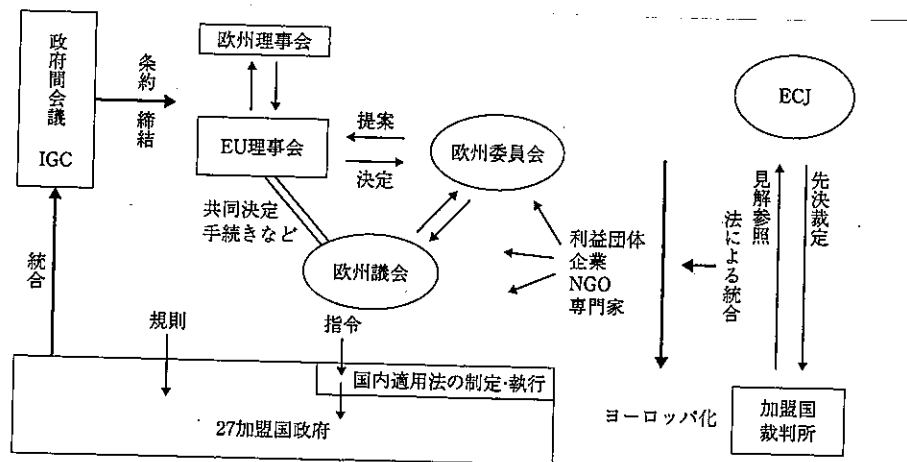 政府間会議
IGC
条約
締結
欧州理事会
EU理事会
提案
決定
欧州委員会
共同決定
手続きなど
欧州議会
利益団体
企業
NGO
専門家
ECJ
見解参照
先決裁定
法による統合
統合
規則
指令
国内適用法の制定・執行
27加盟国政府
ヨーロッパ化
加盟国
裁判所